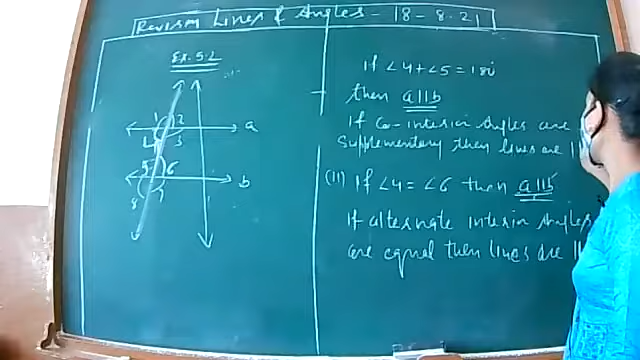 Revision Lines & Angles - 18-8-21
Ex. 5.2
1 2
4 3
5 6
8 7
a
b
If ∠4+∠5=180
then a||b
If co-interior angles are
supplementary then lines are ||
(ii) If ∠4=∠6 then a||b
If alternate interior angles
are equal then lines are ||